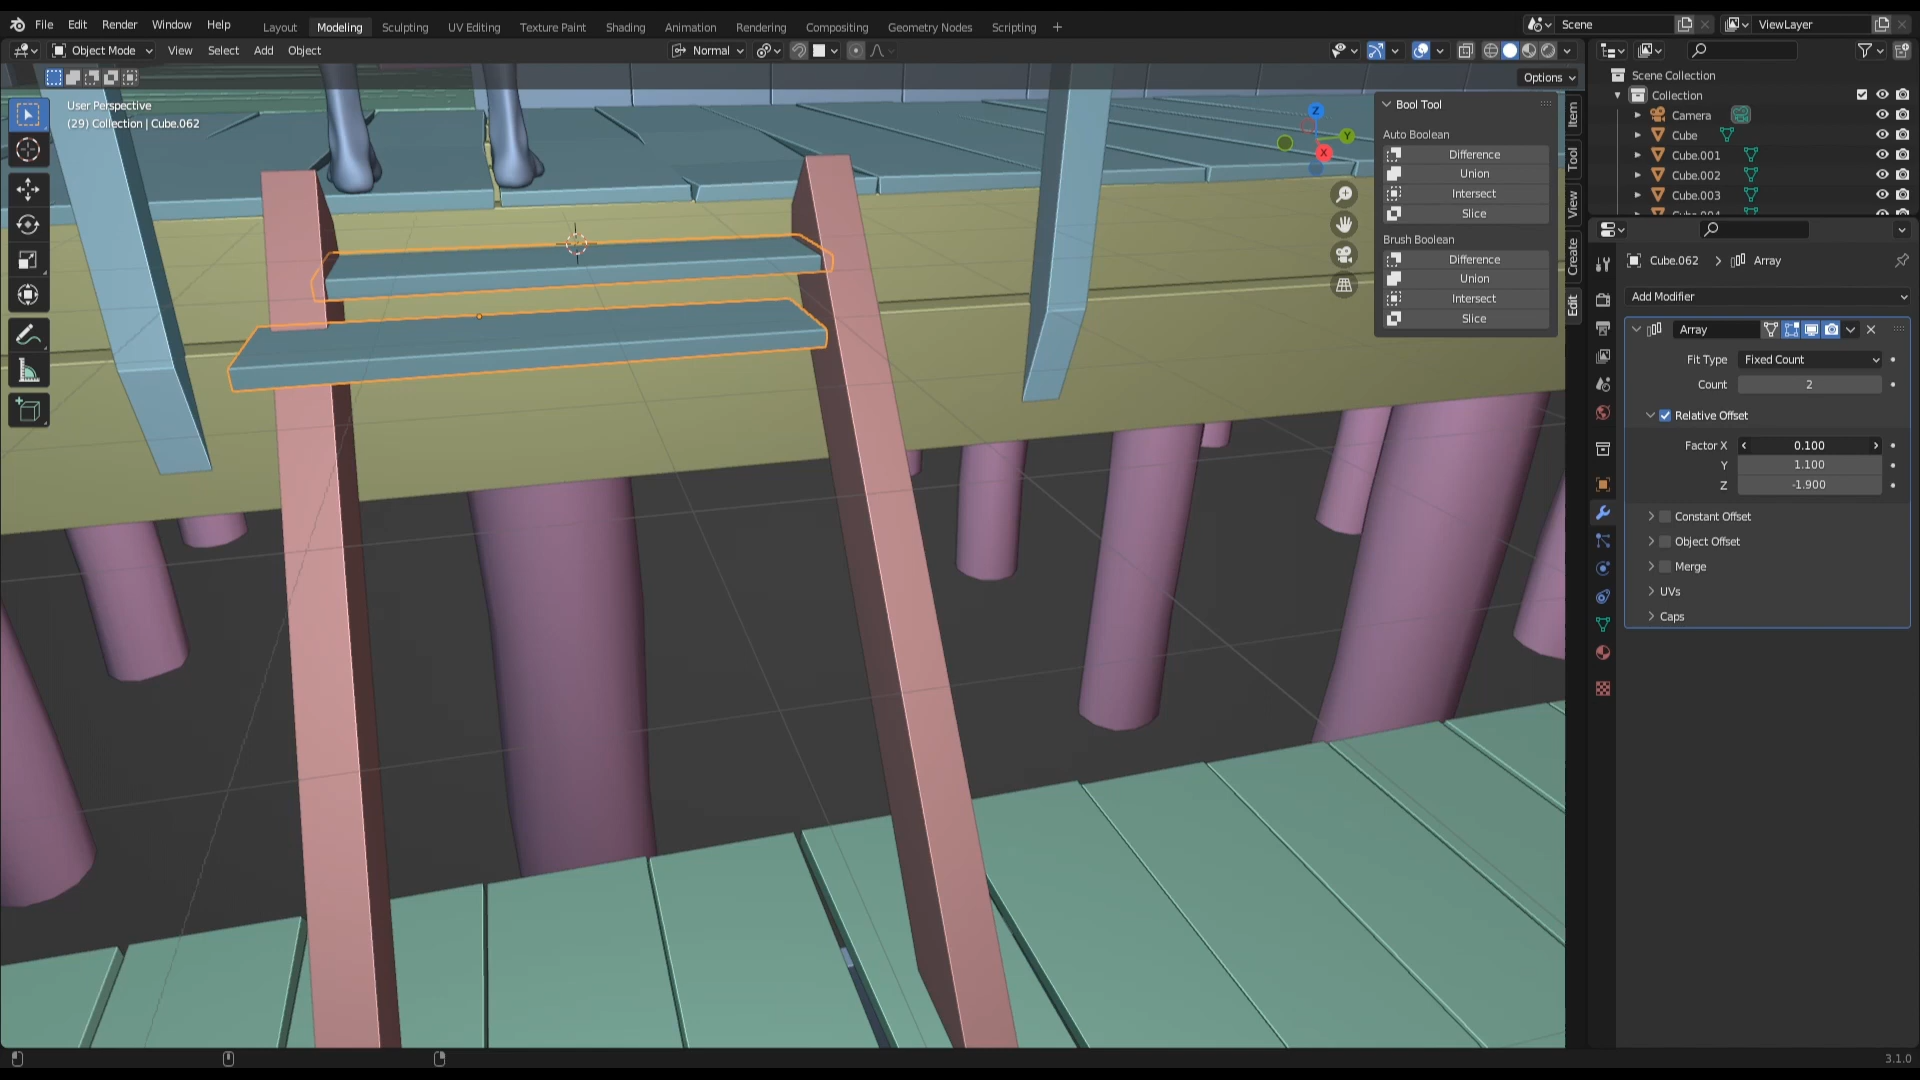 File Edit Render Window Help Layout Modeling Sculpting UV Editing Texture Paint Shading Animation Rendering Compositing Geometry Nodes Scripting + Scene ViewLayer
Object Mode View Select Add Object Normal
Options
User Perspective
(29) Collection | Cube.062
Z
Y
X
Bool Tool
Auto Boolean
Difference
Union
Intersect
Slice
Brush Boolean
Difference
Union
Intersect
Slice
Item
Tool
View
Create
Edit
Scene Collection
Collection
Camera
Cube
Cube.001
Cube.002
Cube.003
Cube.004
Cube.062 > Array
Add Modifier
Array
Fit Type Fixed Count
Count 2
Relative Offset
Factor X 0.100
Y 1.100
Z -1.900
Constant Offset
Object Offset
Merge
UVs
Caps
3.1.0